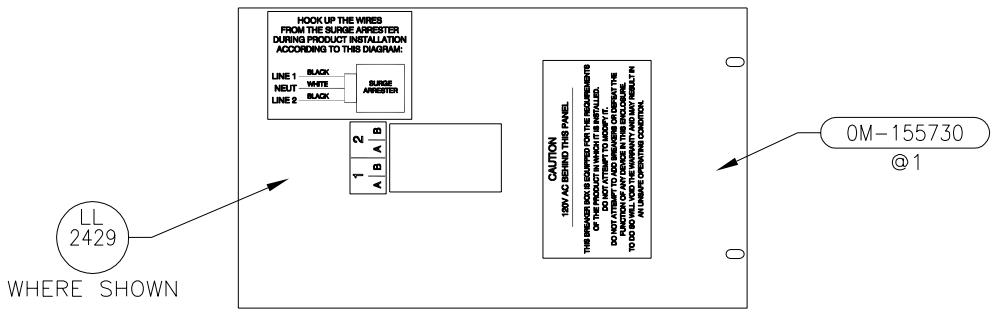 HOOK UP THE WIRES
FROM THE SURGE ARRESTER
DURING PRODUCT INSTALLATION
ACCORDING TO THIS DIAGRAM:
LINE 1 BLACK
NEUT WHITE
LINE 2 BLACK
SURGE
ARRESTER
2 B
A
1 B
A
CAUTION
120V AC BEHIND THIS PANEL
THIS BREAKER BOX IS EQUIPPED FOR THE REQUIREMENTS
OF THE PRODUCT IN WHICH IT IS INSTALLED.
DO NOT ATTEMPT TO MODIFY IT.
DO NOT ATTEMPT TO ADD BREAKERS OR DEFEAT THE
FUNCTION OF ANY DEVICE IN THIS ENCLOSURE.
TO DO SO WILL VOID THE WARRANTY AND MAY RESULT IN
AN UNSAFE OPERATING CONDITION.
0M-155730
@1
LL
2429
WHERE SHOWN